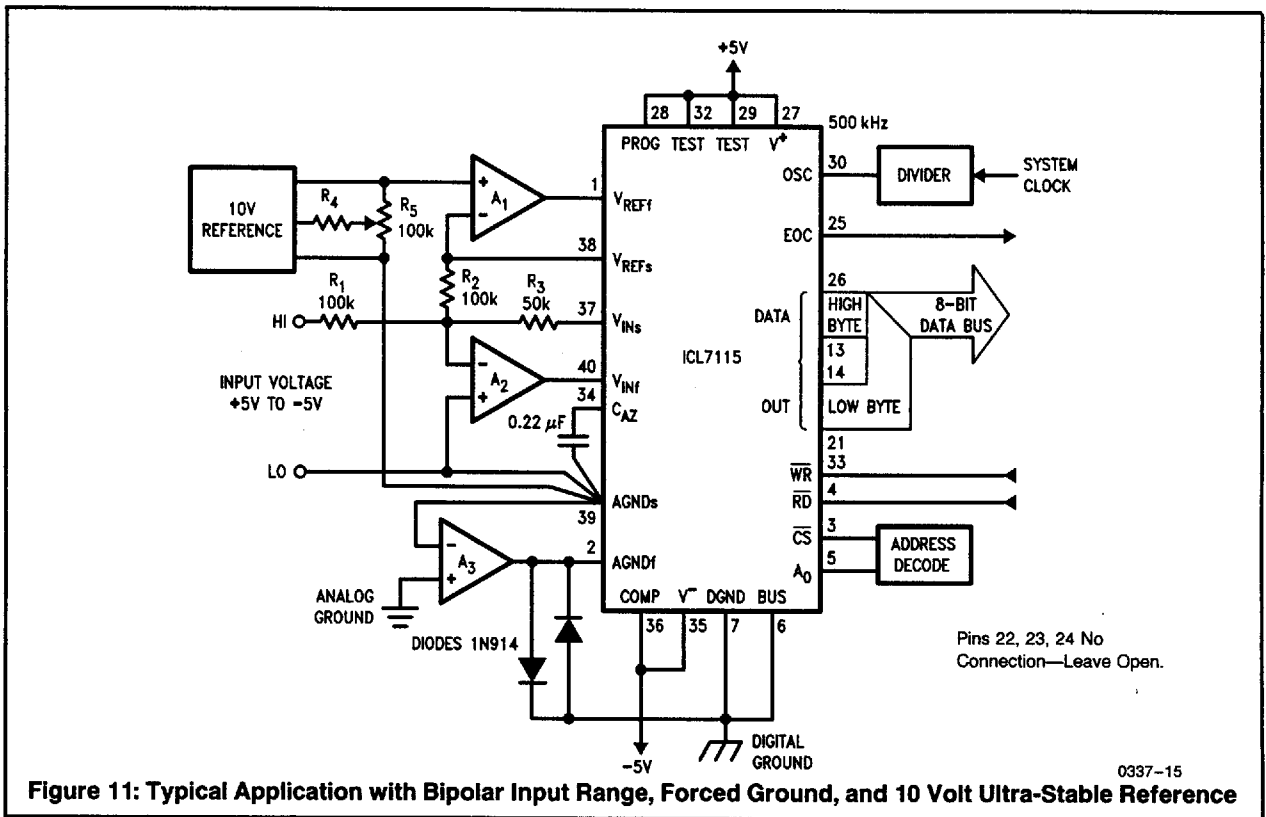 +5V
28 32 29 27
500 kHz
PROG TEST TEST V+
10V
REFERENCE
R4
R5
100k
+
−
A1
1
VREFf
38
VREFs
R1
100k
R2
100k
R3
50k
HI
37
VINs
−
+
A2
40
VINf
34
CAZ
INPUT VOLTAGE
+5V TO −5V
0.22 µF
LO
AGNDs
39
−
+
A3
2
AGNDf
ANALOG
GROUND
DIODES 1N914
ICL7115
OSC
30
DIVIDER
SYSTEM
CLOCK
EOC
25
26
DATA
HIGH
BYTE
8-BIT
DATA BUS
13
14
OUT
LOW BYTE
21
33
WR
4
RD
3
CS
5
A0
ADDRESS
DECODE
COMP V− DGND BUS
36 35 7 6
−5V
DIGITAL
GROUND
Pins 22, 23, 24 No
Connection—Leave Open.
0337–15
Figure 11: Typical Application with Bipolar Input Range, Forced Ground, and 10 Volt Ultra-Stable Reference